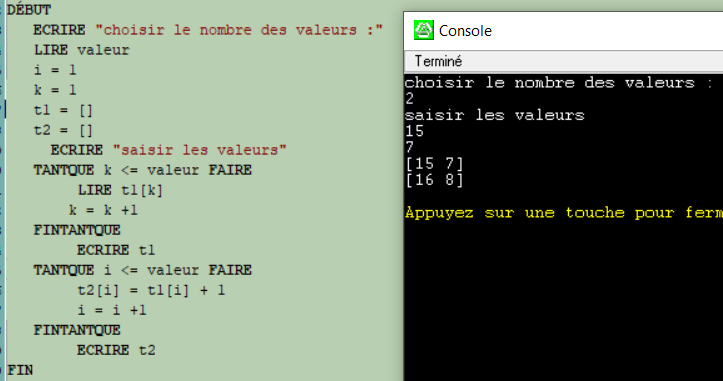 DÉBUT
ECRIRE "choisir le nombre des valeurs :"
LIRE valeur
i = 1
k = 1
t1 = []
t2 = []
ECRIRE "saisir les valeurs"
TANTQUE k <= valeur FAIRE
LIRE t1[k]
k = k +1
FINTANTQUE
ECRIRE t1
TANTQUE i <= valeur FAIRE
t2[i] = t1[i] + 1
i = i +1
FINTANTQUE
ECRIRE t2
FIN
Console
Terminé
choisir le nombre des valeurs :
2
saisir les valeurs
15
7
[15 7]
[16 8]
Appuyez sur une touche pour ferm